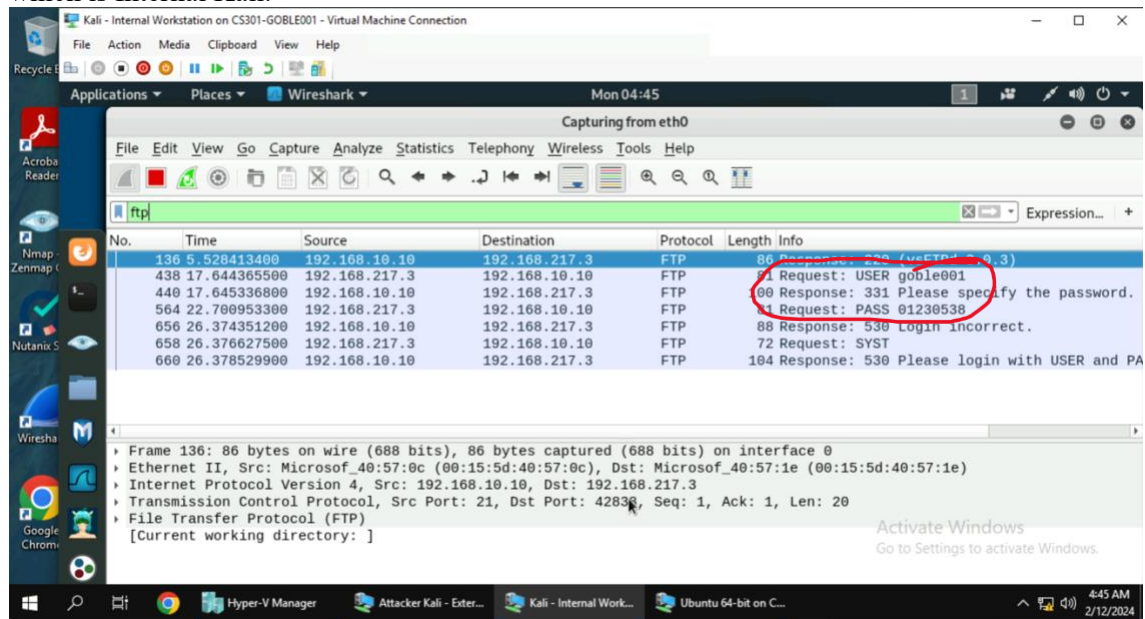 Kali - Internal Workstation on CS301-GOBLE001 - Virtual Machine Connection
File Action Media Clipboard View Help
Recycle
Applications Places Wireshark Mon 04:45 1
Capturing from eth0
File Edit View Go Capture Analyze Statistics Telephony Wireless Tools Help
ftp Expression... +
No. Time Source Destination Protocol Length Info
136 5.528413400 192.168.10.10 192.168.217.3 FTP 86 Response: 220 (vsFTPd 3.0.3)
438 17.644365500 192.168.217.3 192.168.10.10 FTP 81 Request: USER goble001
440 17.645336800 192.168.10.10 192.168.217.3 FTP 100 Response: 331 Please specify the password.
564 22.700953300 192.168.217.3 192.168.10.10 FTP 81 Request: PASS 01230538
656 26.374351200 192.168.10.10 192.168.217.3 FTP 88 Response: 530 Login incorrect.
658 26.376627500 192.168.217.3 192.168.10.10 FTP 72 Request: SYST
660 26.378529900 192.168.10.10 192.168.217.3 FTP 104 Response: 530 Please login with USER and PA
Frame 136: 86 bytes on wire (688 bits), 86 bytes captured (688 bits) on interface 0
Ethernet II, Src: Microsof_40:57:0c (00:15:5d:40:57:0c), Dst: Microsof_40:57:1e (00:15:5d:40:57:1e)
Internet Protocol Version 4, Src: 192.168.10.10, Dst: 192.168.217.3
Transmission Control Protocol, Src Port: 21, Dst Port: 42838, Seq: 1, Ack: 1, Len: 20
File Transfer Protocol (FTP)
[Current working directory: ]
Activate Windows
Go to Settings to activate Windows.
Acroba
Reader
Nmap -
Zenmap
Nutanix S
Wiresha
Google
Chrom
Hyper-V Manager Attacker Kali - Exter... Kali - Internal Work... Ubuntu 64-bit on C... 4:45 AM
2/12/2024